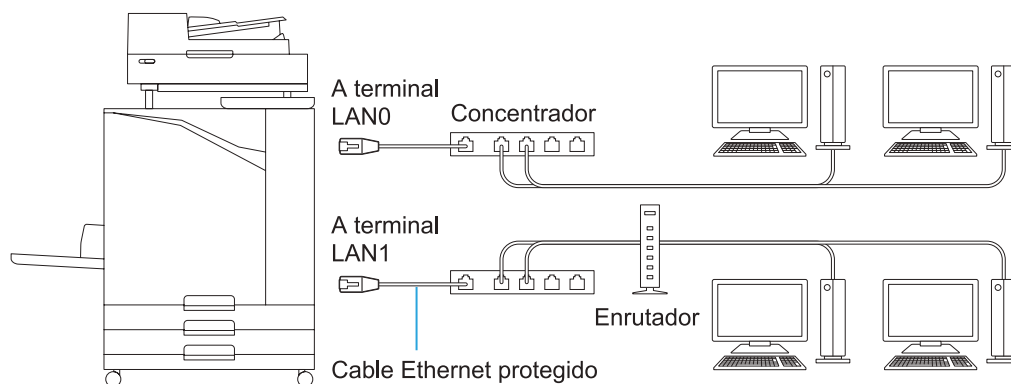 A terminal
LAN0
Concentrador
A terminal
LAN1
Enrutador
Cable Ethernet protegido